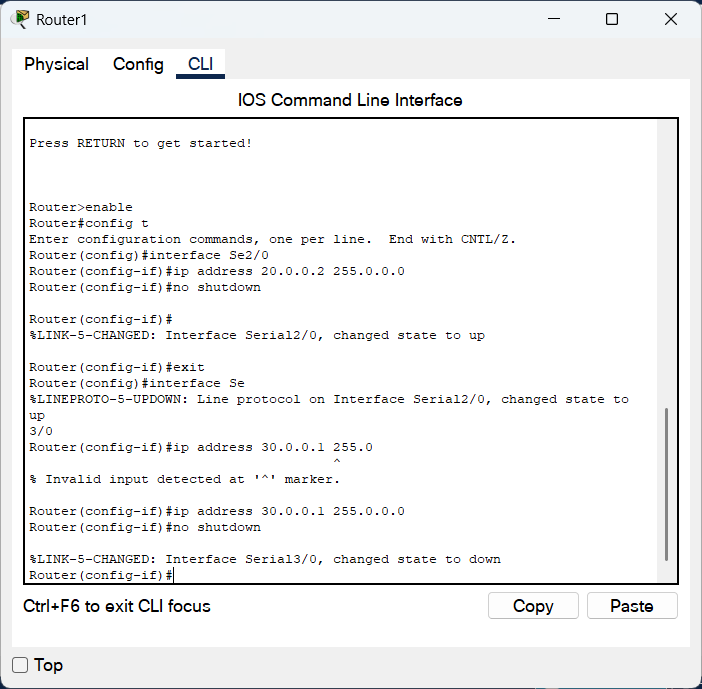 Router1
Physical Config CLI
IOS Command Line Interface
Press RETURN to get started!
Router>enable
Router#config t
Enter configuration commands, one per line.  End with CNTL/Z.
Router(config)#interface Se2/0
Router(config-if)#ip address 20.0.0.2 255.0.0.0
Router(config-if)#no shutdown
Router(config-if)#
%LINK-5-CHANGED: Interface Serial2/0, changed state to up
Router(config-if)#exit
Router(config)#interface Se
%LINEPROTO-5-UPDOWN: Line protocol on Interface Serial2/0, changed state to
up
3/0
Router(config-if)#ip address 30.0.0.1 255.0
^
% Invalid input detected at '^' marker.
Router(config-if)#ip address 30.0.0.1 255.0.0.0
Router(config-if)#no shutdown
%LINK-5-CHANGED: Interface Serial3/0, changed state to down
Router(config-if)#
Ctrl+F6 to exit CLI focus
Copy Paste
Top